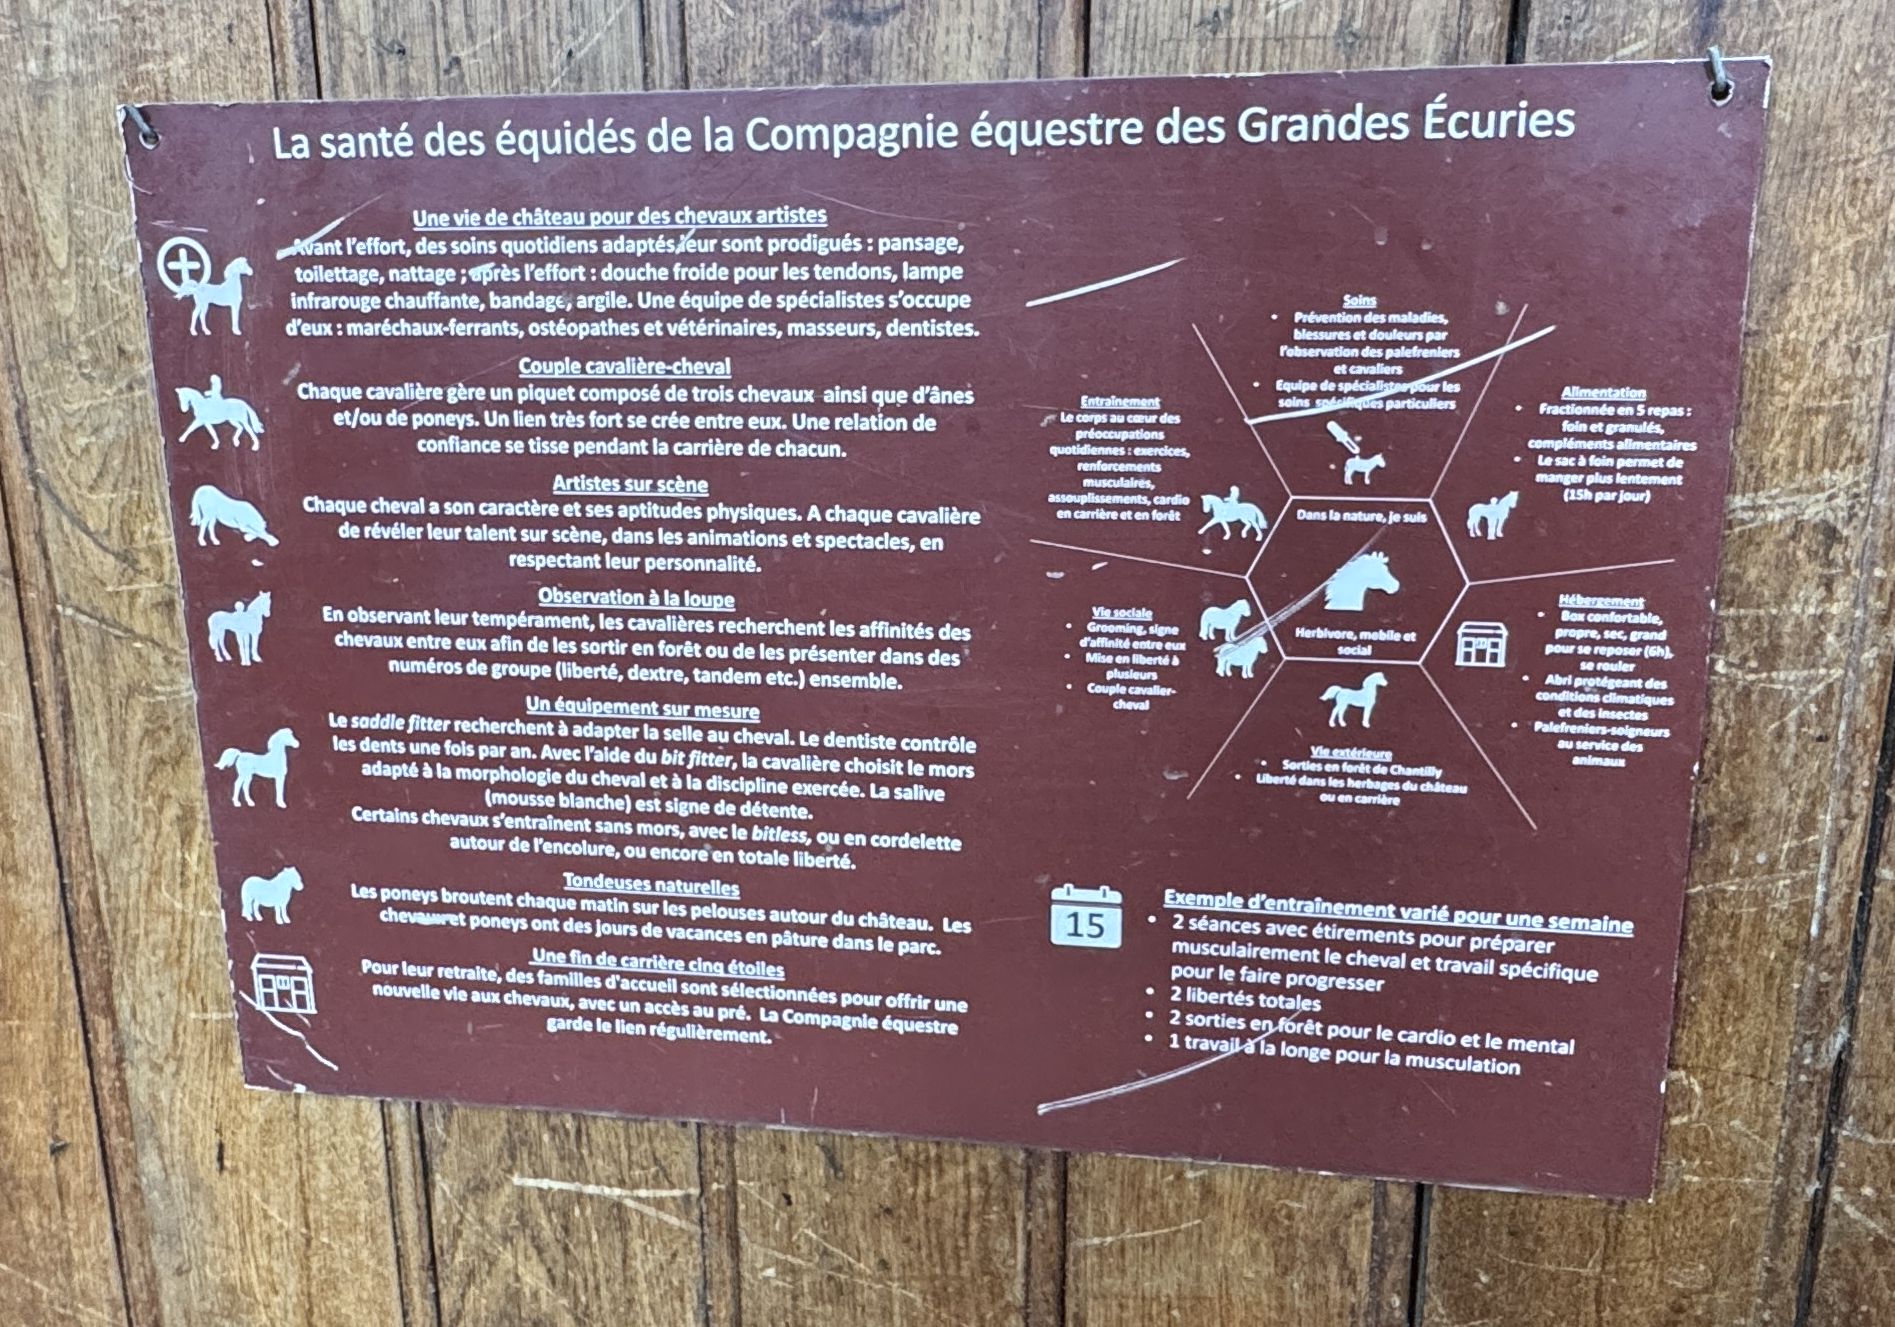 La santé des équidés de la Compagnie équestre des Grandes Écuries
Une vie de château pour des chevaux artistes
Avant l'effort, des soins quotidiens adaptés leur sont prodigués : pansage,
toilettage, nattage ; après l'effort : douche froide pour les tendons, lampe
infrarouge chauffante, bandage, argile. Une équipe de spécialistes s'occupe
d'eux : maréchaux-ferrants, ostéopathes et vétérinaires, masseurs, dentistes.
Couple cavalière-cheval
Chaque cavalière gère un piquet composé de trois chevaux ainsi que d'ânes
et/ou de poneys. Un lien très fort se crée entre eux. Une relation de
confiance se tisse pendant la carrière de chacun.
Artistes sur scène
Chaque cheval a son caractère et ses aptitudes physiques. A chaque cavalière
de révéler leur talent sur scène, dans les animations et spectacles, en
respectant leur personnalité.
Observation à la loupe
En observant leur tempérament, les cavalières recherchent les affinités des
chevaux entre eux afin de les sortir en forêt ou de les présenter dans des
numéros de groupe (liberté, dextre, tandem etc.) ensemble.
Un équipement sur mesure
Le saddle fitter recherchent à adapter la selle au cheval. Le dentiste contrôle
les dents une fois par an. Avec l'aide du bit fitter, la cavalière choisit le mors
adapté à la morphologie du cheval et à la discipline exercée. La salive
(mousse blanche) est signe de détente.
Certains chevaux s'entraînent sans mors, avec le bitless, ou en cordelette
autour de l'encolure, ou encore en totale liberté.
Tondeuses naturelles
Les poneys broutent chaque matin sur les pelouses autour du château. Les
chevaux et poneys ont des jours de vacances en pâture dans le parc.
Une fin de carrière cinq étoiles
Pour leur retraite, des familles d'accueil sont sélectionnées pour offrir une
nouvelle vie aux chevaux, avec un accès au pré. La Compagnie équestre
garde le lien régulièrement.
Soins
• Prévention des maladies,
blessures et douleurs par
l'observation des palefreniers
et cavaliers
• Equipe de spécialistes pour les
soins spécifiques particuliers
Entraînement
Le corps au cœur des
préoccupations
quotidiennes : exercices,
renforcements
musculaires,
assouplissements, cardio
en carrière et en forêt
Alimentation
• Fractionnée en 5 repas :
foin et granulés,
compléments alimentaires
• Le sac à foin permet de
manger plus lentement
(15h par jour)
Dans la nature, je suis
Herbivore, mobile et
social
Vie sociale
• Grooming, signe
d'affinité entre eux
• Mise en liberté à
plusieurs
• Couple cavalier-
cheval
Hébergement
• Box confortable,
propre, sec, grand
pour se reposer (6h),
se rouler
• Abri protégeant des
conditions climatiques
et des insectes
• Palefreniers-soigneurs
au service des
animaux
Vie extérieure
• Sorties en forêt de Chantilly
• Liberté dans les herbages du château
ou en carrière
15
Exemple d'entraînement varié pour une semaine
• 2 séances avec étirements pour préparer
musculairement le cheval et travail spécifique
pour le faire progresser
• 2 libertés totales
• 2 sorties en forêt pour le cardio et le mental
• 1 travail à la longe pour la musculation